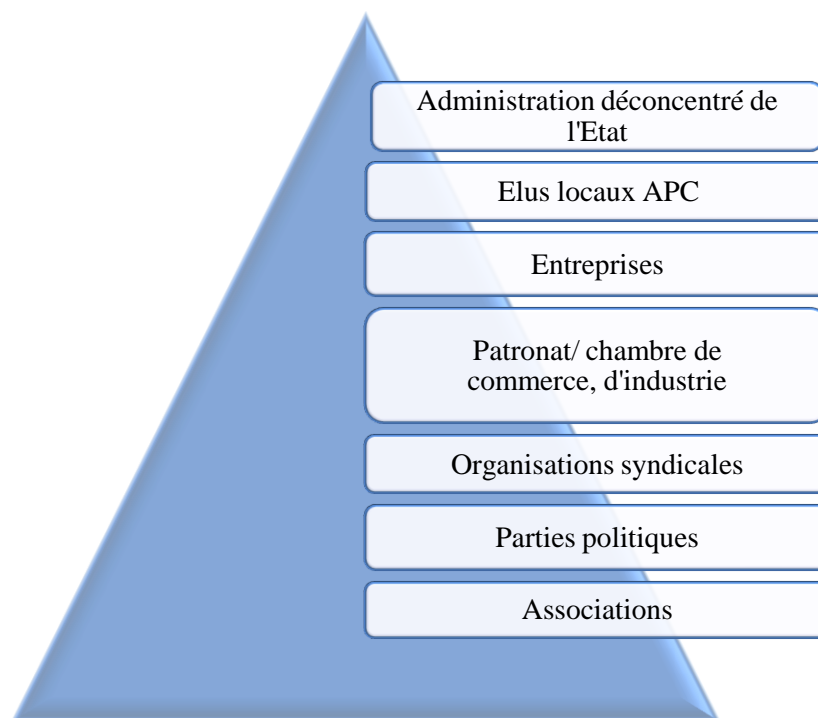 Administration déconcentré de
l'Etat
Elus locaux APC
Entreprises
Patronat/ chambre de
commerce, d'industrie
Organisations syndicales
Parties politiques
Associations